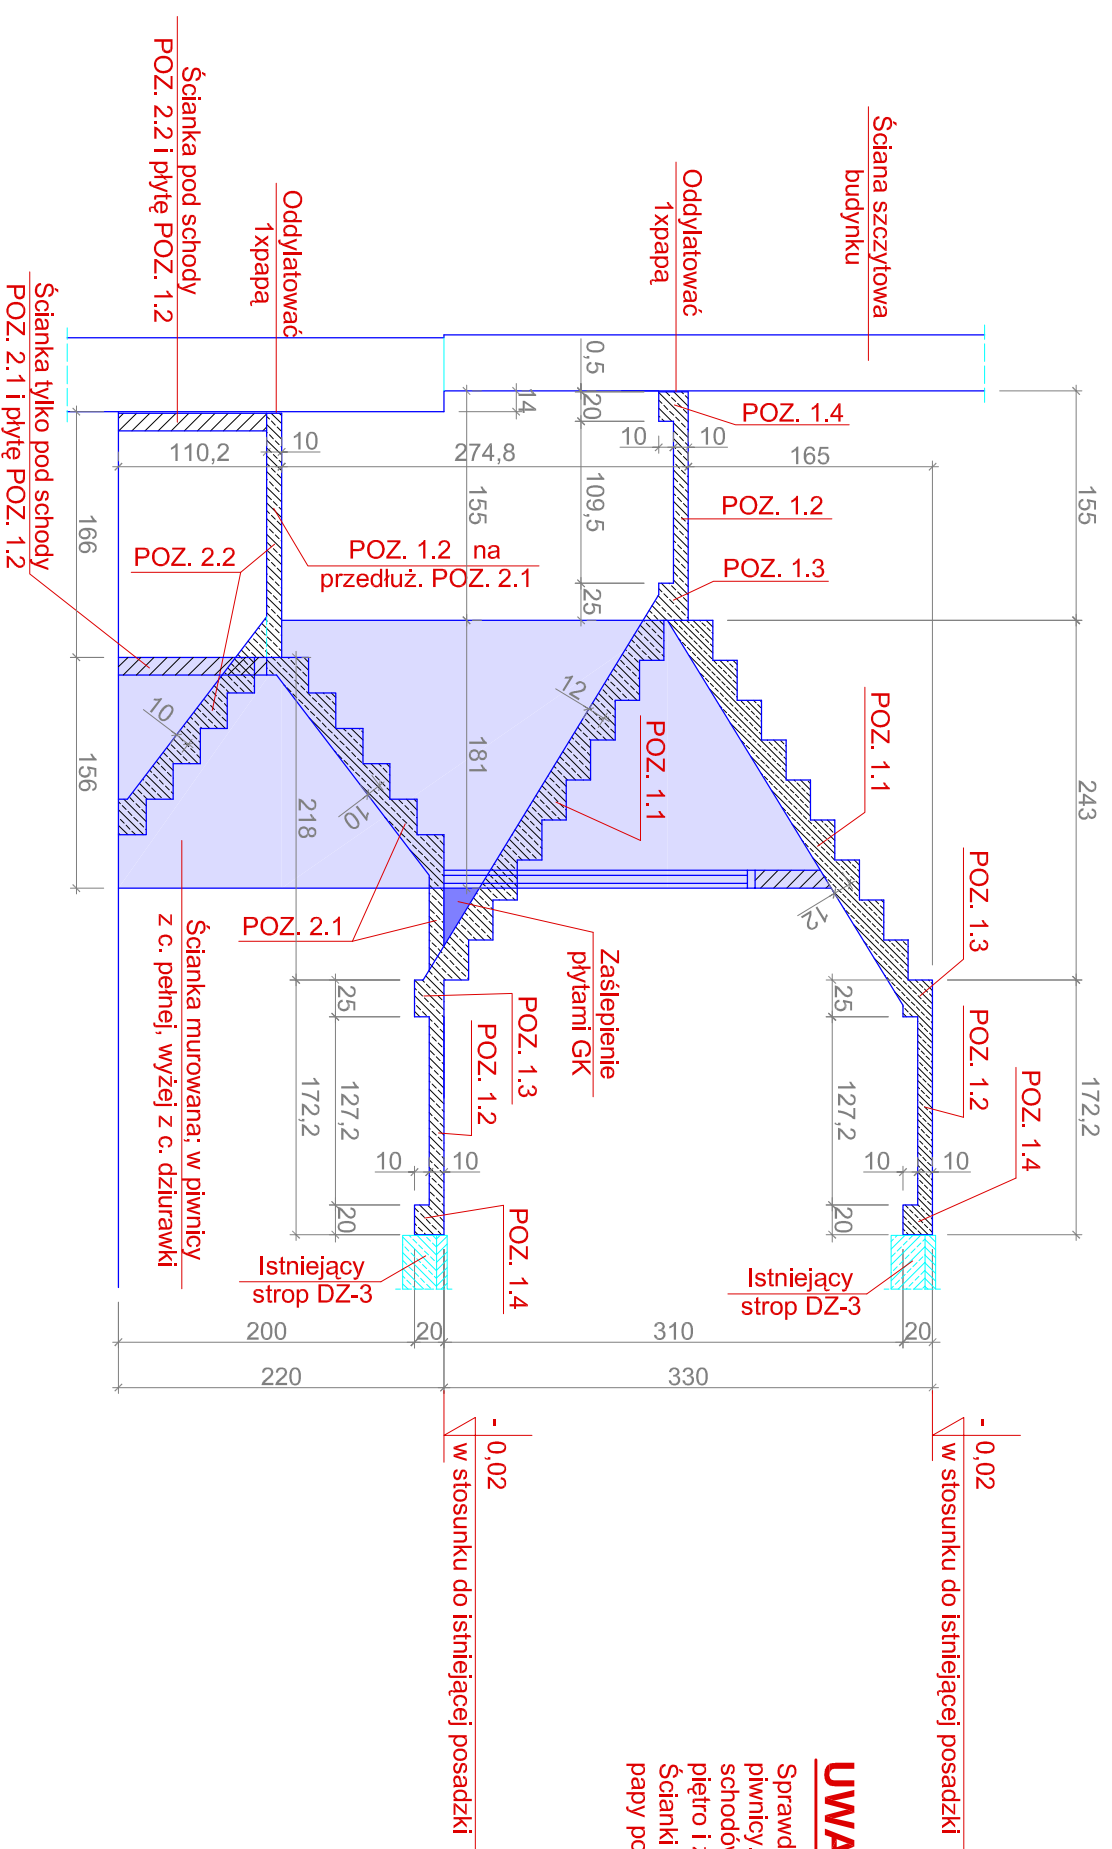 Ściana szczytowa
budynku
Oddylatować
1xpapą
Oddylatować
1xpapą
Ścianka pod schody
POZ. 2.2 i płytę POZ. 1.2
Ścianka tylko pod schody
POZ. 2.1 i płytę POZ. 1.2
155
243
172,2
0,5
20
14
10
10
109,5
25
155
POZ. 1.4
POZ. 1.2
POZ. 1.3
165
274,8
110,2
10
POZ. 1.2 na
przedłuż. POZ. 2.1
POZ. 2.2
166
156
10
10
218
181
12
12
POZ. 1.1
POZ. 1.1
POZ. 2.1
Zaślepienie
płytami GK
POZ. 1.3
POZ. 1.2
POZ. 1.4
POZ. 1.3
POZ. 1.2
POZ. 1.4
25
127,2
20
10
10
25
127,2
20
10
10
172,2
Ścianka murowana; w piwnicy
z c. pełnej, wyżej z c. dziurawki
Istniejący
strop DZ-3
Istniejący
strop DZ-3
200
20
310
20
220
330
- 0,02
w stosunku do istniejącej posadzki
- 0,02
w stosunku do istniejącej posadzki
piętro i
Ścianki